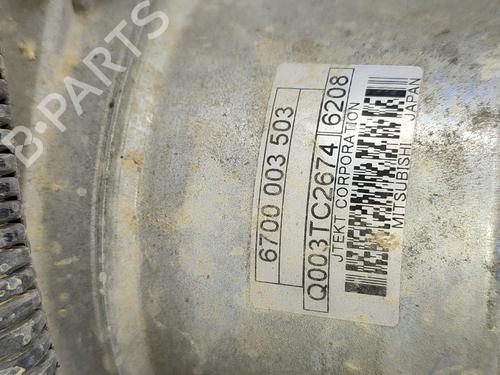 B-PARTS
6700 003 503
Q003TC2674 6208
JTEKT CORPORATION
MITSUBISHI JAPAN